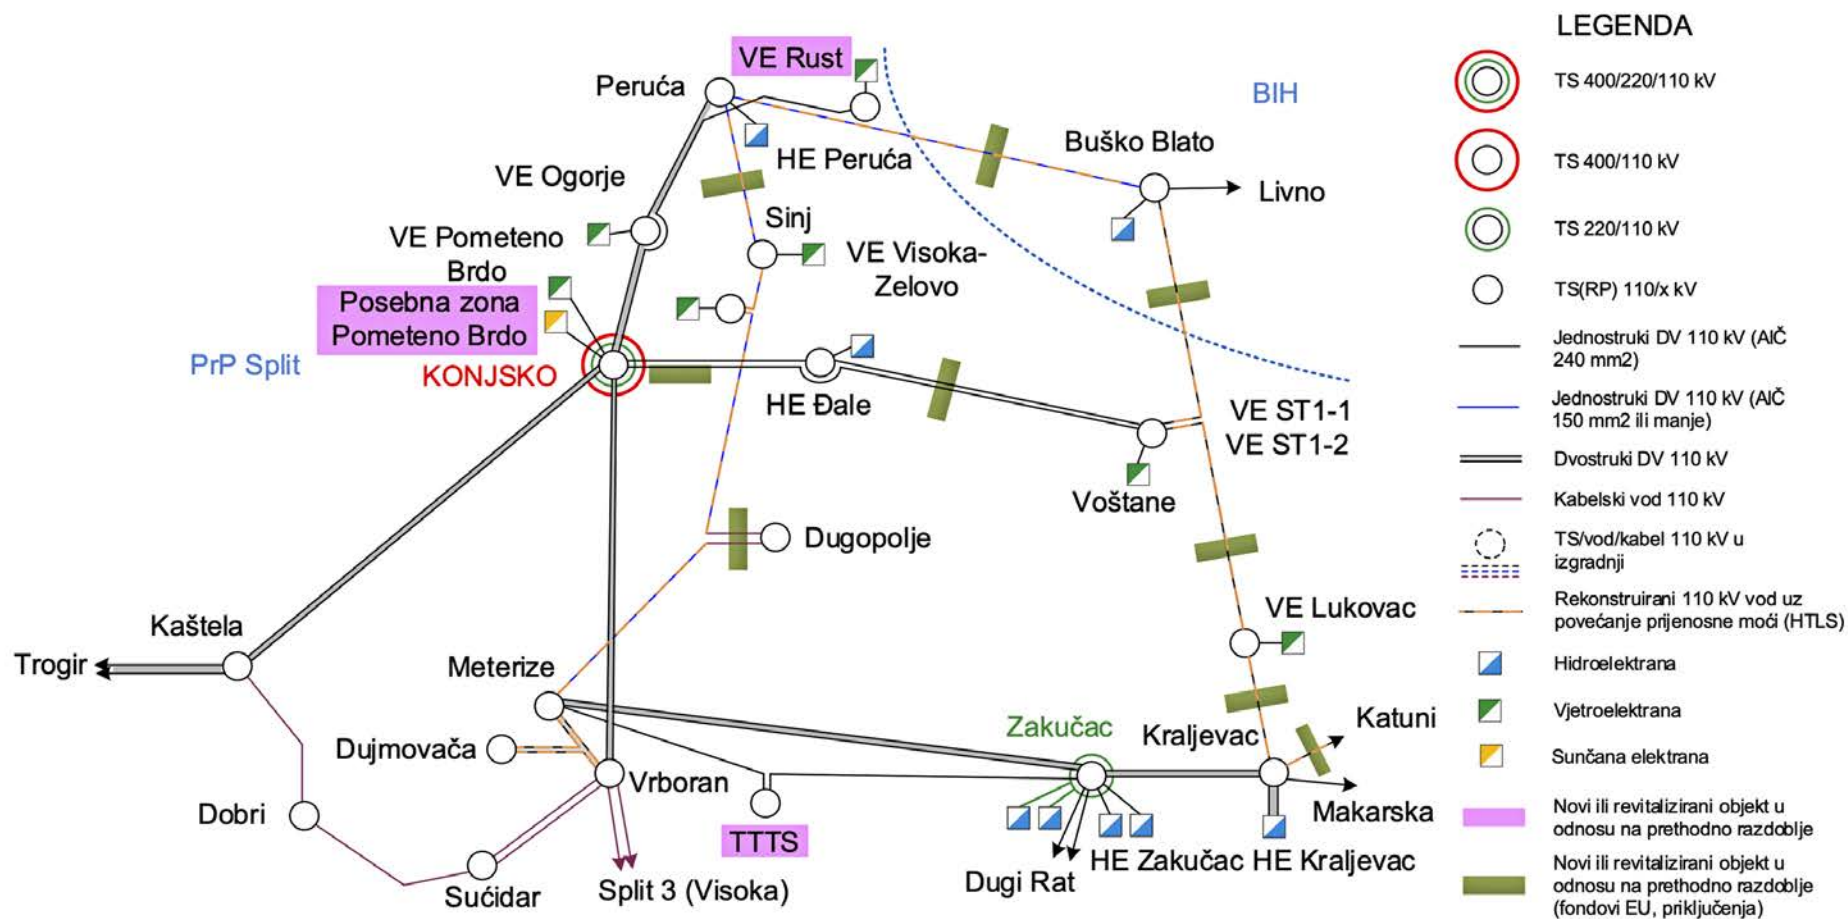 VE Rust
Peruća
BIH
HE Peruća
Buško Blato
Livno
VE Ogorje
Sinj
VE Pometeno
Brdo
VE Visoka-
Zelovo
Posebna zona
Pometeno Brdo
PrP Split
KONJSKO
HE Đale
VE ST1-1
VE ST1-2
Voštane
Dugopolje
VE Lukovac
Kaštela
Trogir
Meterize
Zakučac
Kraljevac
Katuni
Dujmovača
Vrboran
Makarska
Dobri
TTTS
Sućidar
Split 3 (Visoka)
Dugi Rat
HE Zakučac
HE Kraljevac
LEGENDA
TS 400/220/110 kV
TS 400/110 kV
TS 220/110 kV
TS(RP) 110/x kV
Jednostruki DV 110 kV (AlČ
240 mm2)
Jednostruki DV 110 kV (AlČ
150 mm2 ili manje)
Dvostruki DV 110 kV
Kabelski vod 110 kV
TS/vod/kabel 110 kV u
izgradnji
Rekonstruirani 110 kV vod uz
povećanje prijenosne moći (HTLS)
Hidroelektrana
Vjetroelektrana
Sunčana elektrana
Novi ili revitalizirani objekt u
odnosu na prethodno razdoblje
Novi ili revitalizirani objekt u
odnosu na prethodno razdoblje
(fondovi EU, priključenja)